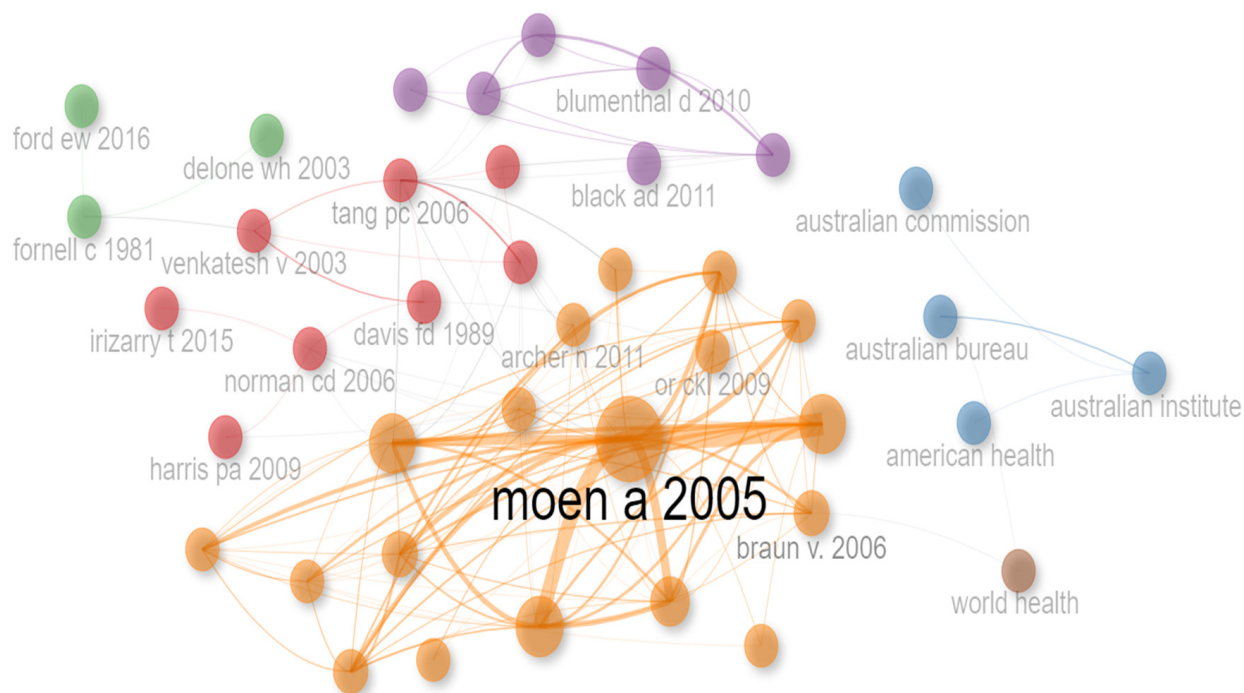 blumenthal d 2010
ford ew 2016
delone wh 2003
black ad 2011
tang pc 2006
australian commission
fornell c 1981
venkatesh v 2003
irizarry t 2015
davis fd 1989
archer n 2011
australian bureau
norman cd 2006
or ckl 2009
australian institute
harris pa 2009
american health
moen a 2005
braun v. 2006
world health